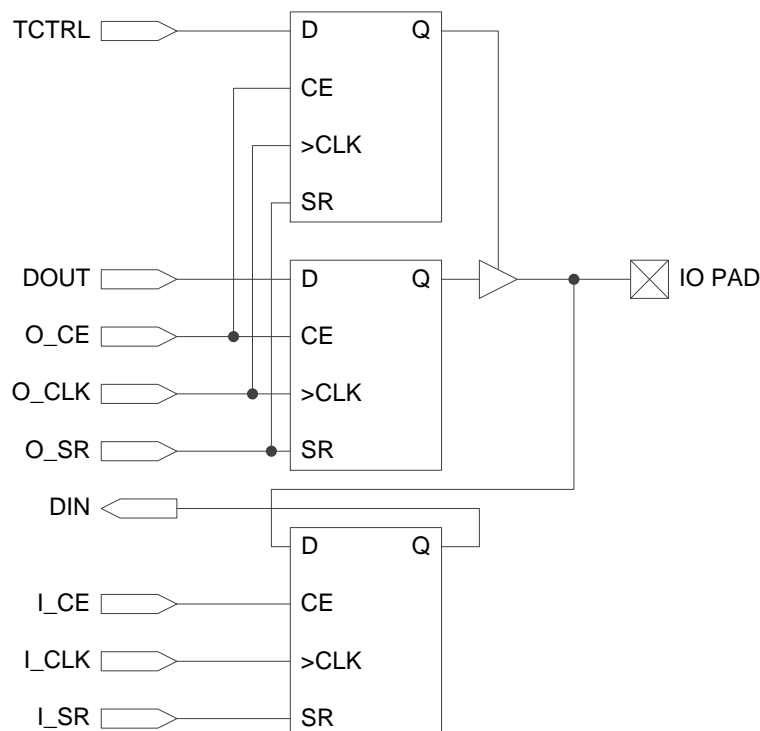 TCTRL
D Q
CE
>CLK
SR
DOUT
D Q
IO PAD
O_CE
CE
O_CLK
>CLK
O_SR
SR
DIN
D Q
I_CE
CE
I_CLK
>CLK
I_SR
SR